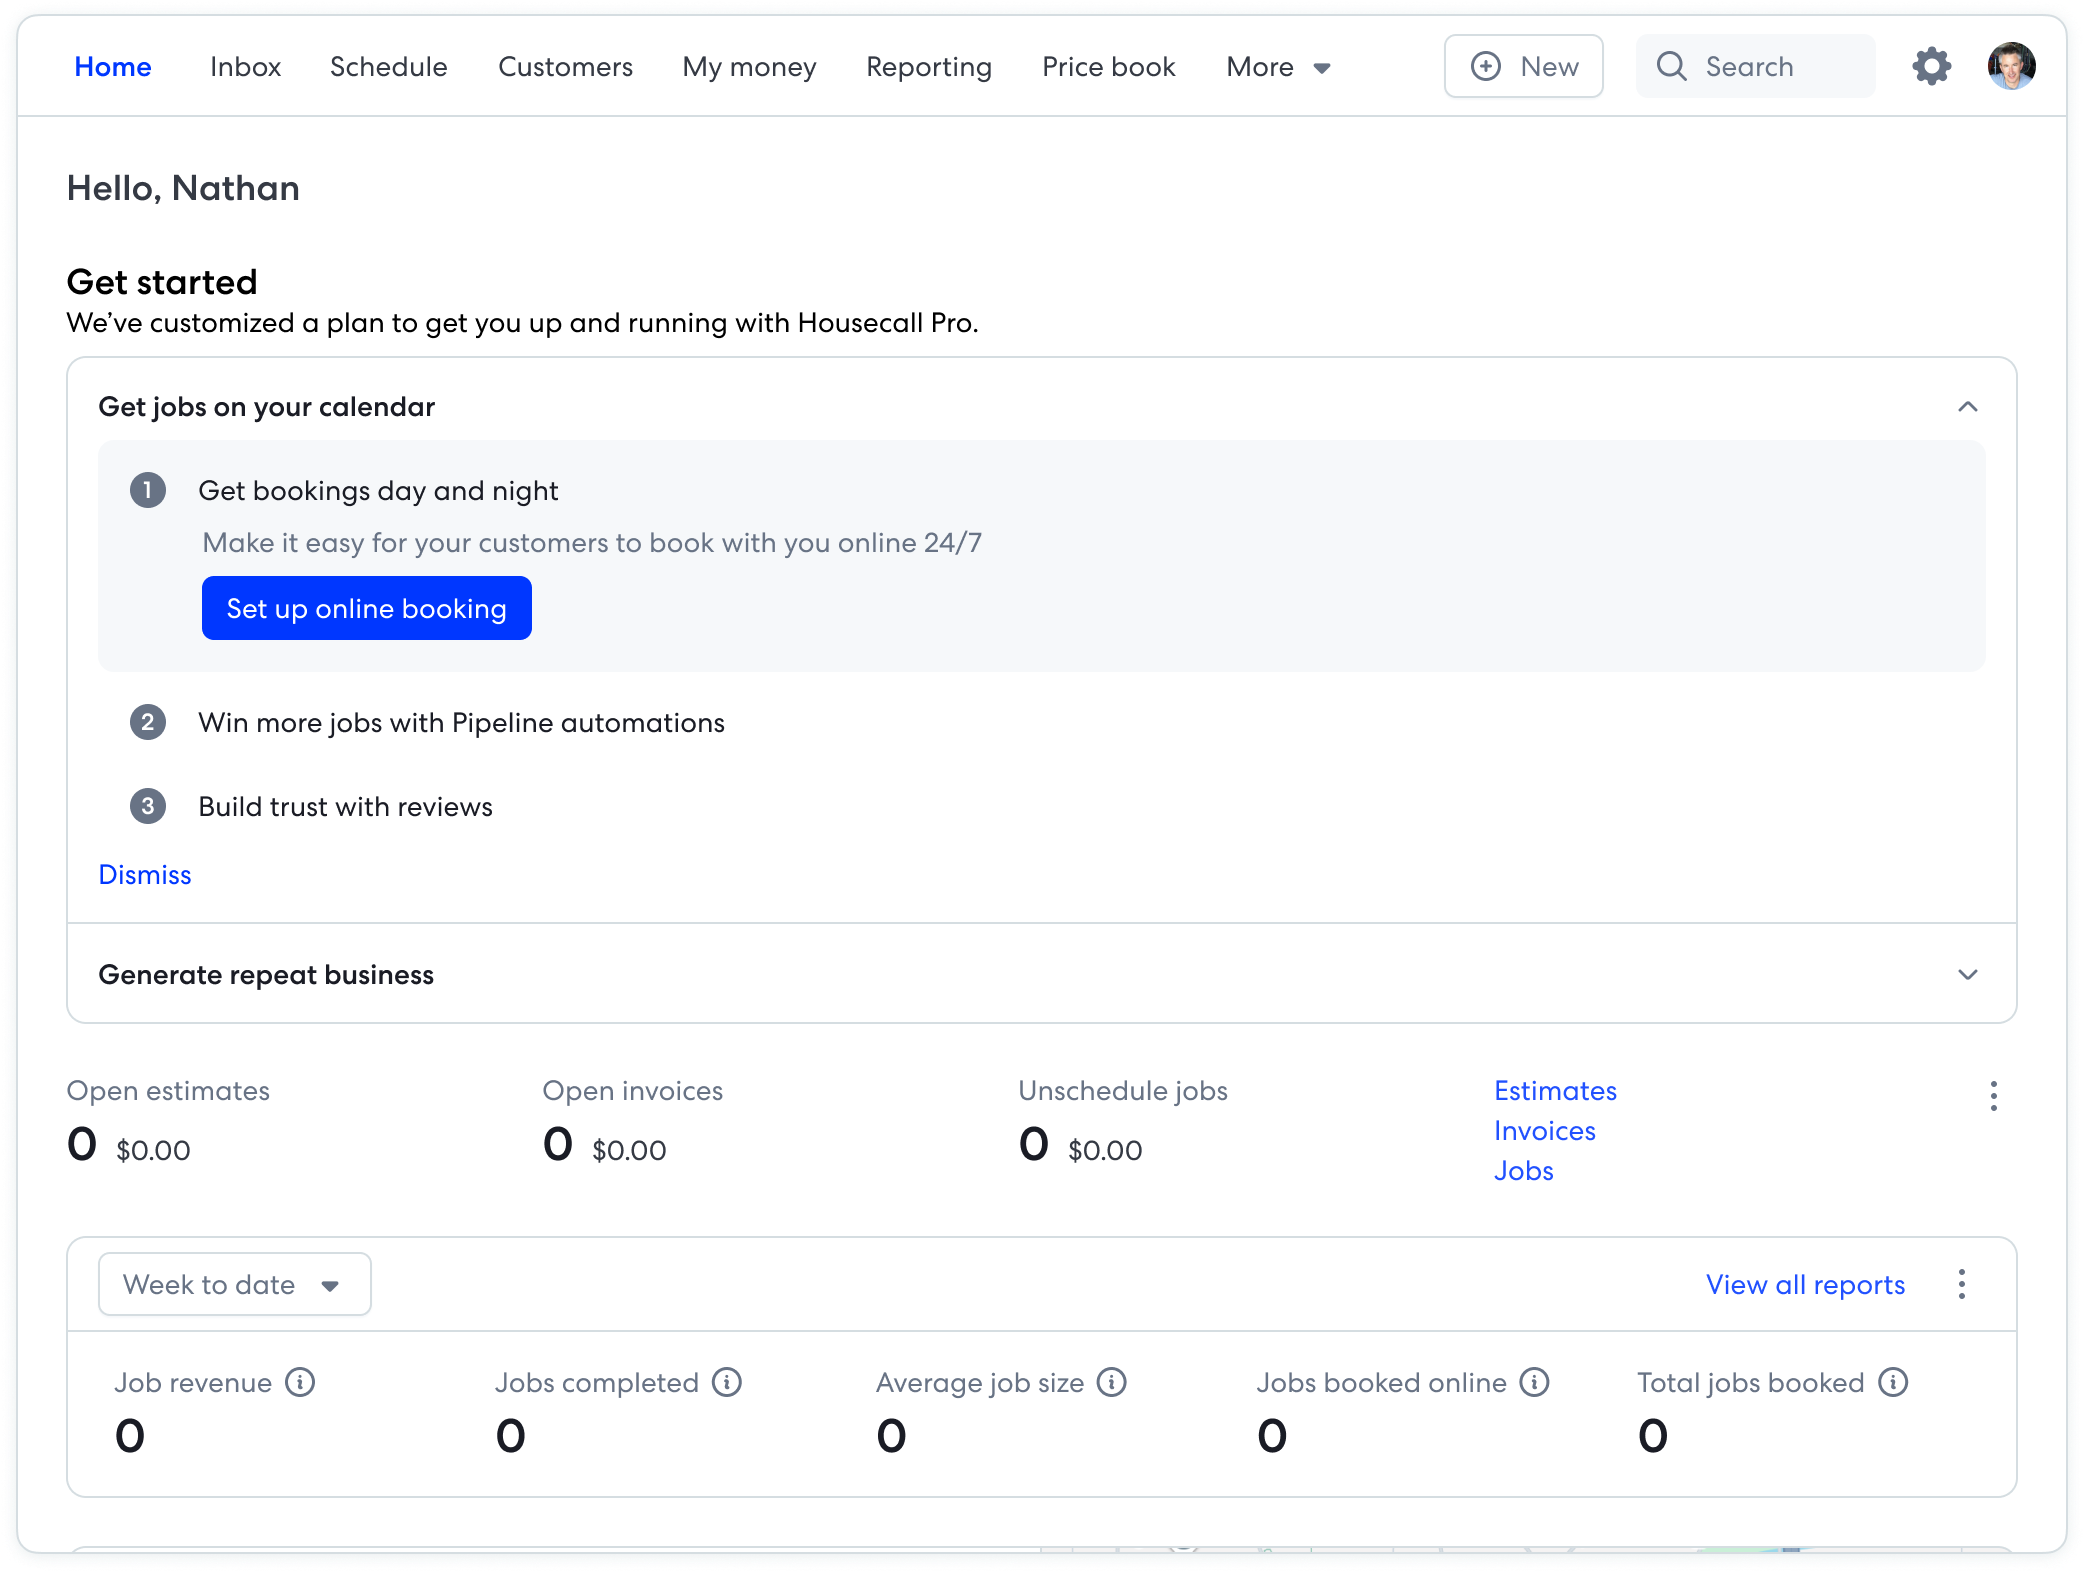 Home Inbox Schedule Customers My money Reporting Price book More New Search
Hello, Nathan
Get started
We've customized a plan to get you up and running with Housecall Pro.
Get jobs on your calendar
1 Get bookings day and night
Make it easy for your customers to book with you online 24/7
Set up online booking
2 Win more jobs with Pipeline automations
3 Build trust with reviews
Dismiss
Generate repeat business
Open estimates Open invoices Unschedule jobs Estimates
0 $0.00 0 $0.00 0 $0.00 Invoices
Jobs
Week to date View all reports
Job revenue Jobs completed Average job size Jobs booked online Total jobs booked
0 0 0 0 0